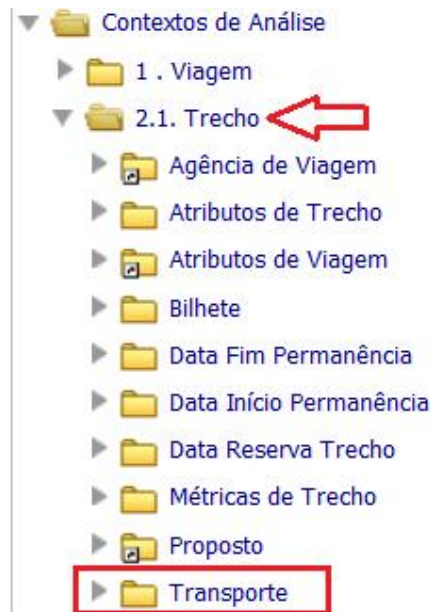 Contextos de Análise
1 . Viagem
2.1. Trecho
Agência de Viagem
Atributos de Trecho
Atributos de Viagem
Bilhete
Data Fim Permanência
Data Início Permanência
Data Reserva Trecho
Métricas de Trecho
Proposto
Transporte